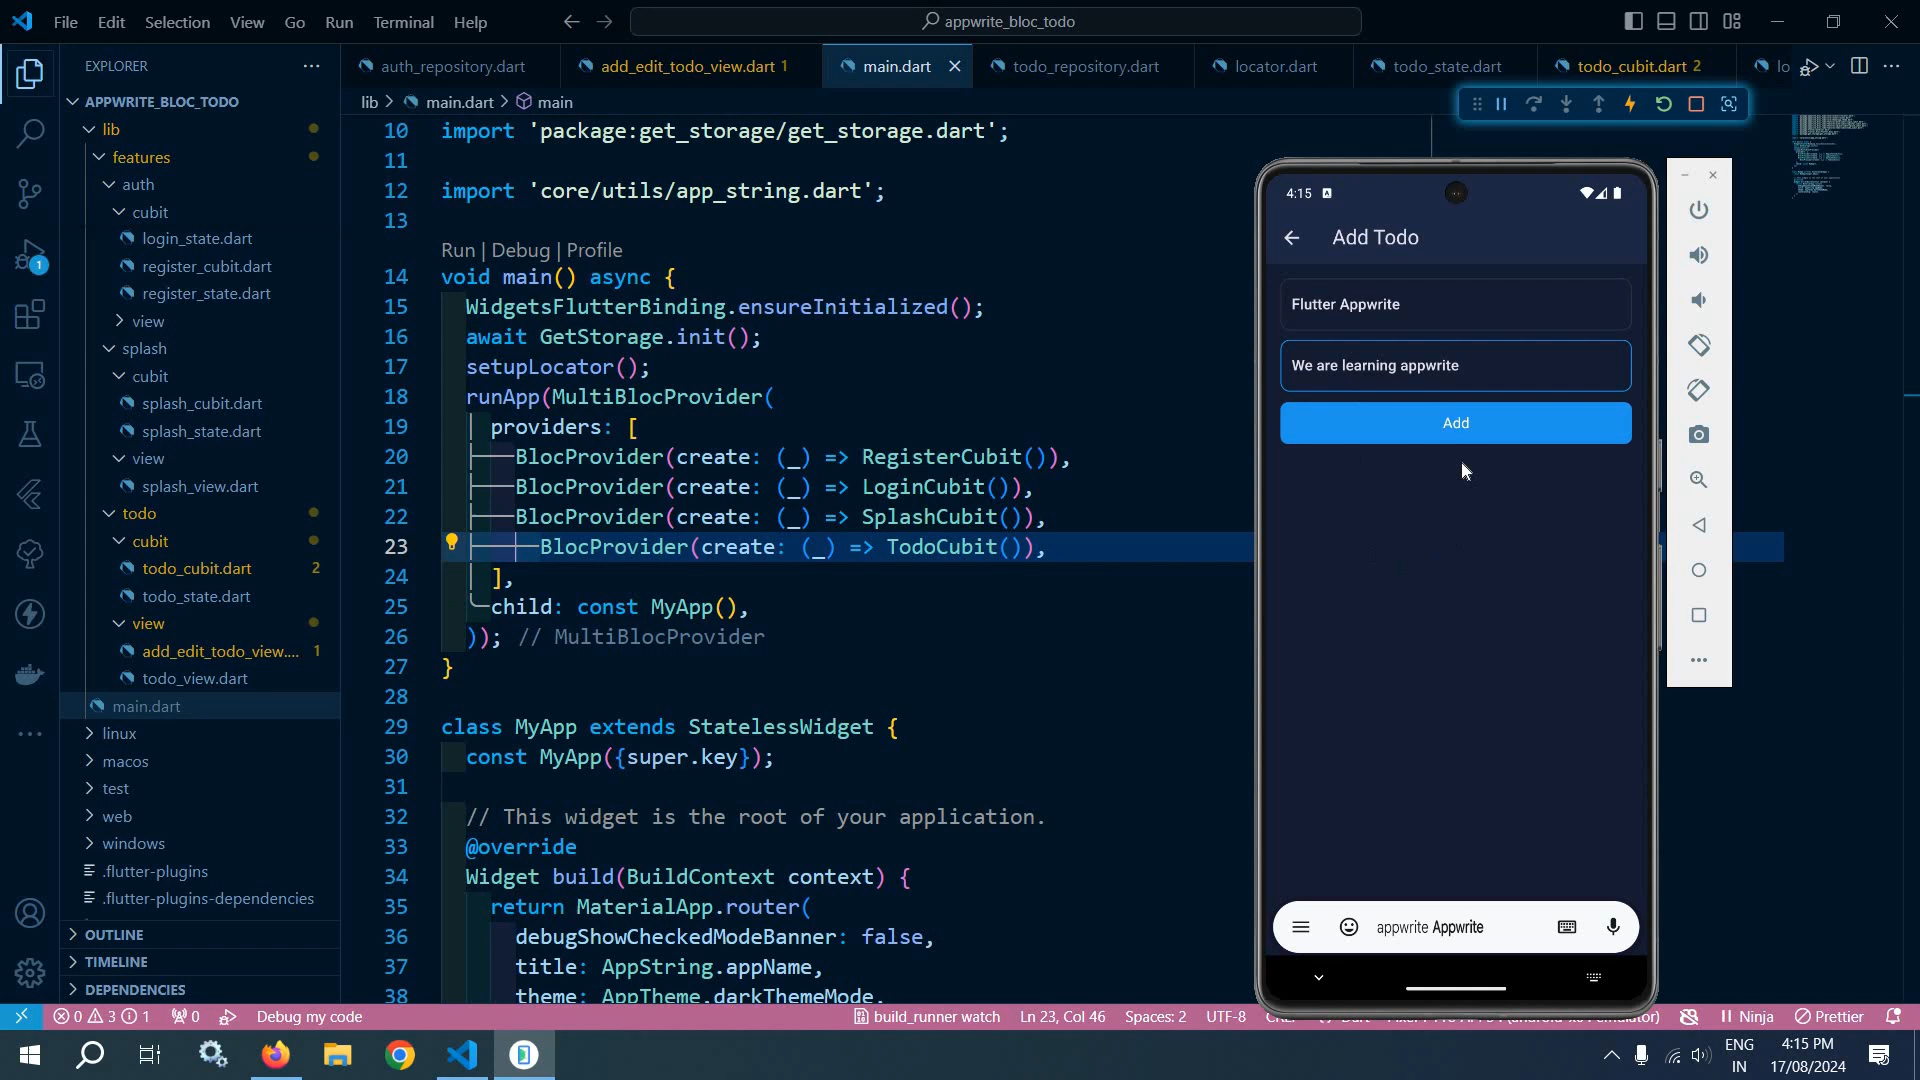 File Edit Selection View Go Run Terminal Help
appwrite_bloc_todo
EXPLORER
auth_repository.dart
add_edit_todo_view.dart 1
main.dart
todo_repository.dart
locator.dart
todo_state.dart
todo_cubit.dart 2
lo
APPWRITE_BLOC_TODO
lib > main.dart > main
lib
features
auth
cubit
login_state.dart
register_cubit.dart
register_state.dart
view
splash
cubit
splash_cubit.dart
splash_state.dart
view
splash_view.dart
todo
cubit
todo_cubit.dart 2
todo_state.dart
view
add_edit_todo_view.... 1
todo_view.dart
main.dart
linux
macos
test
web
windows
.flutter-plugins
.flutter-plugins-dependencies
OUTLINE
TIMELINE
DEPENDENCIES
1
10 import 'package:get_storage/get_storage.dart';
11
12 import 'core/utils/app_string.dart';
13
Run | Debug | Profile
14 void main() async {
15 WidgetsFlutterBinding.ensureInitialized();
16 await GetStorage.init();
17 setupLocator();
18 runApp(MultiBlocProvider(
19 providers: [
20 BlocProvider(create: (_) => RegisterCubit()),
21 BlocProvider(create: (_) => LoginCubit()),
22 BlocProvider(create: (_) => SplashCubit()),
23 BlocProvider(create: (_) => TodoCubit()),
24 ],
25 child: const MyApp(),
26 )); // MultiBlocProvider
27 }
28
29 class MyApp extends StatelessWidget {
30 const MyApp({super.key});
31
32 // This widget is the root of your application.
33 @override
34 Widget build(BuildContext context) {
35 return MaterialApp.router(
36 debugShowCheckedModeBanner: false,
37 title: AppString.appName,
38 theme: AppTheme.darkThemeMode,
4:15
Add Todo
Flutter Appwrite
We are learning appwrite
Add
appwrite Appwrite
0 3 1 0 Debug my code
build_runner watch Ln 23, Col 46 Spaces: 2 UTF-8
Ninja Prettier
ENG
IN
4:15 PM
17/08/2024